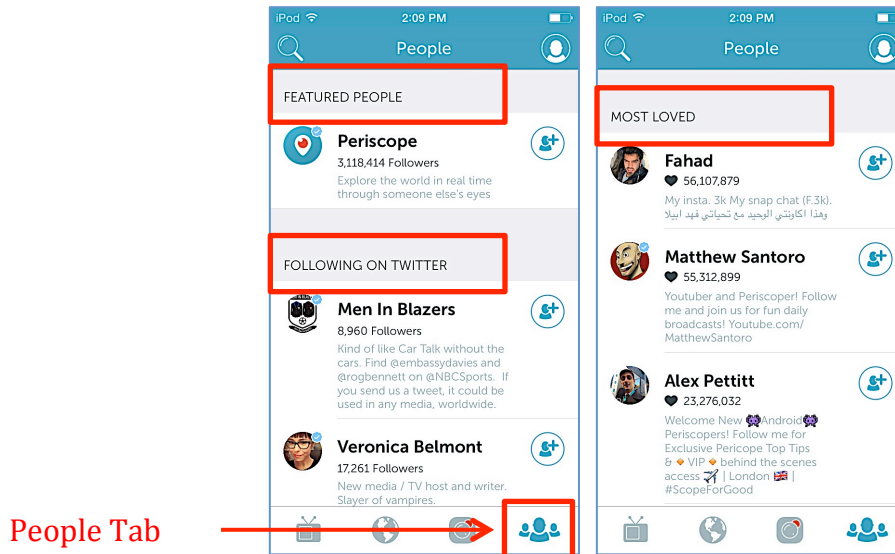 iPod 2:09 PM
People
FEATURED PEOPLE
Periscope
3,118,414 Followers
Explore the world in real time
through someone else's eyes
FOLLOWING ON TWITTER
Men In Blazers
8,960 Followers
Kind of like Car Talk without the
cars. Find @embassydavies and
@rogbennett on @NBCSports. If
you send us a tweet, it could be
used in any media, worldwide.
Veronica Belmont
17,261 Followers
New media / TV host and writer.
Slayer of vampires.
People Tab
iPod 2:09 PM
People
MOST LOVED
Fahad
56,107,879
My insta. 3k My snap chat (F.3k).
وهذا اكاونتي الوحيد مع تحياتي فهد ابيلا
Matthew Santoro
55,312,899
Youtuber and Periscoper! Follow
me and join us for fun daily
broadcasts! Youtube.com/
MatthewSantoro
Alex Pettitt
23,276,032
Welcome New 👾Android👾
Periscopers! Follow me for
Exclusive Pericope Top Tips
& 🔸 VIP 🔸 behind the scenes
access ✈ | London 🇬🇧 |
#ScopeForGood